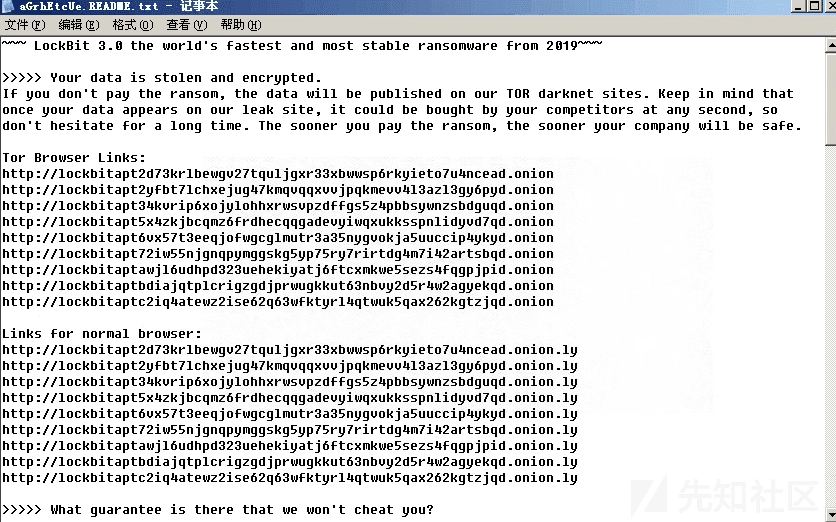 aGrhEtcUe.README.txt - 记事本
文件(F) 编辑(E) 格式(O) 查看(V) 帮助(H)
~~~ LockBit 3.0 the world's fastest and most stable ransomware from 2019~~~
>>>>> Your data is stolen and encrypted.
If you don't pay the ransom, the data will be published on our TOR darknet sites. Keep in mind that
once your data appears on our leak site, it could be bought by your competitors at any second, so
don't hesitate for a long time. The sooner you pay the ransom, the sooner your company will be safe.
Tor Browser Links:
http://lockbitapt2d73krlbewgv27tquljgxr33xbwwsp6rkyieto7u4ncead.onion
http://lockbitapt2yfbt7lchxejug47kmqvqqxvvjpqkmevv4l3azl3gy6pyd.onion
http://lockbitapt34kvrip6xojylohhxrwsvpzdffgs5z4pbbsywnzsbdguqd.onion
http://lockbitapt5x4zkjbcqmz6frdhecqqgadevyiwqxukksspnlidyvd7qd.onion
http://lockbitapt6vx57t3eeqjofwgcglmutr3a35nygvokja5uuccip4ykyd.onion
http://lockbitapt72iw55njgnqpymggskg5yp75ry7rirtdg4m7i42artsbqd.onion
http://lockbitaptawjl6udhpd323uehekiyatj6ftcxmkwe5sezs4fqgpjpid.onion
http://lockbitaptbdiajqtplcrigzgdjprwugkkut63nbvy2d5r4w2agyekqd.onion
http://lockbitaptc2iq4atewz2ise62q63wfktyrl4qtwuk5qax262kgtzjqd.onion
Links for normal browser:
http://lockbitapt2d73krlbewgv27tquljgxr33xbwwsp6rkyieto7u4ncead.onion.ly
http://lockbitapt2yfbt7lchxejug47kmqvqqxvvjpqkmevv4l3azl3gy6pyd.onion.ly
http://lockbitapt34kvrip6xojylohhxrwsvpzdffgs5z4pbbsywnzsbdguqd.onion.ly
http://lockbitapt5x4zkjbcqmz6frdhecqqgadevyiwqxukksspnlidyvd7qd.onion.ly
http://lockbitapt6vx57t3eeqjofwgcglmutr3a35nygvokja5uuccip4ykyd.onion.ly
http://lockbitapt72iw55njgnqpymggskg5yp75ry7rirtdg4m7i42artsbqd.onion.ly
http://lockbitaptawjl6udhpd323uehekiyatj6ftcxmkwe5sezs4fqgpjpid.onion.ly
http://lockbitaptbdiajqtplcrigzgdjprwugkkut63nbvy2d5r4w2agyekqd.onion.ly
http://lockbitaptc2iq4atewz2ise62q63wfktyrl4qtwuk5qax262kgtzjqd.onion.ly
>>>>> What guarantee is there that we won't cheat you?
先知社区